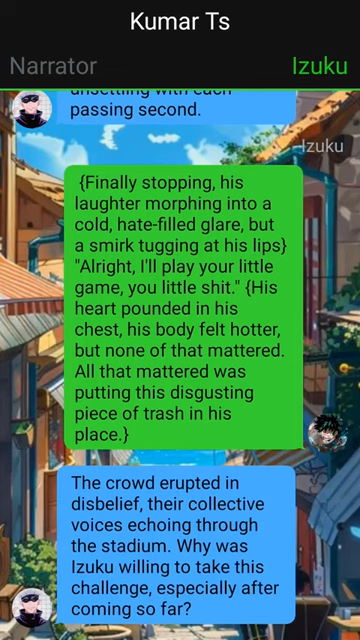 Kumar Ts
Narrator
Izuku
unsettling with each
passing second.
Izuku
{Finally stopping, his
laughter morphing into a
cold, hate-filled glare, but
a smirk tugging at his lips}
"Alright, I'll play your little
game, you little shit." {His
heart pounded in his
chest, his body felt hotter,
but none of that mattered.
All that mattered was
putting this disgusting
piece of trash in his
place.}
The crowd erupted in
disbelief, their collective
voices echoing through
the stadium. Why was
Izuku willing to take this
challenge, especially after
coming so far?